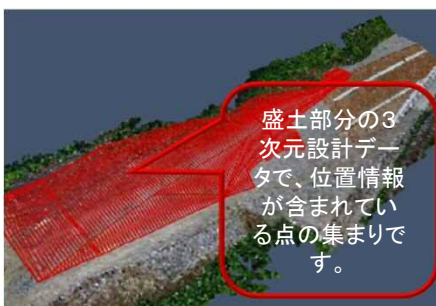 盛土部分の3
次元設計デー
タで、位置情報
が含まれてい
る点の集まりで
す。